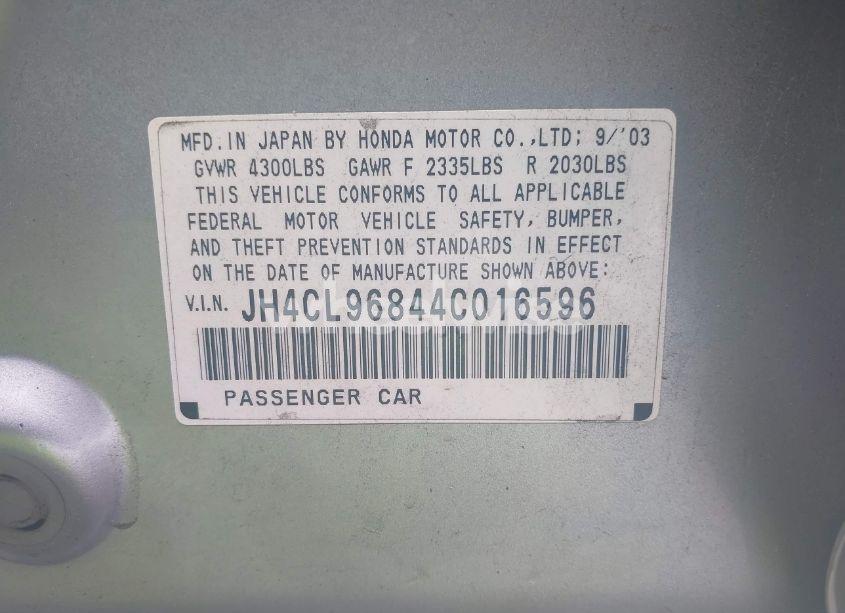 MFD. IN JAPAN BY HONDA MOTOR CO.,LTD; 9/'03
GVWR 4300LBS GAWR F 2335LBS R 2030LBS
THIS VEHICLE CONFORMS TO ALL APPLICABLE
FEDERAL MOTOR VEHICLE SAFETY, BUMPER,
AND THEFT PREVENTION STANDARDS IN EFFECT
ON THE DATE OF MANUFACTURE SHOWN ABOVE:
V.I.N. JH4CL96844C016596
PASSENGER CAR